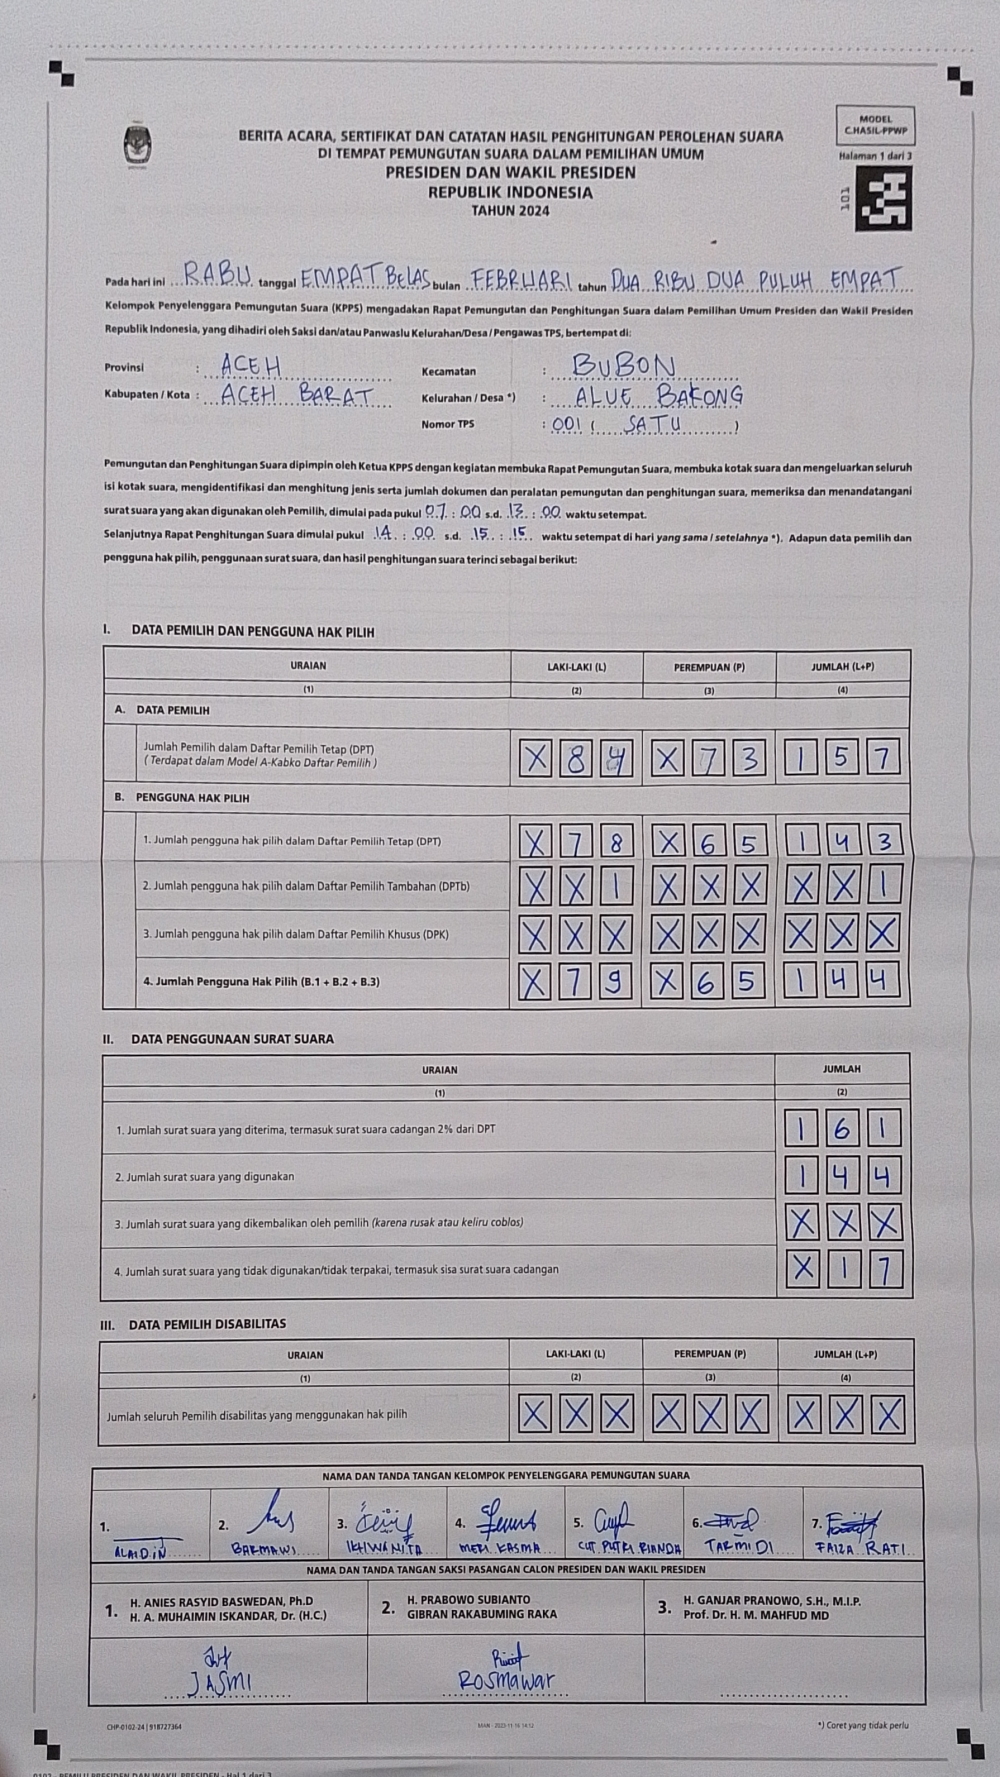 MODEL
C.HASIL-PPWP
Halaman 1 dari 3
101
BERITA ACARA, SERTIFIKAT DAN CATATAN HASIL PENGHITUNGAN PEROLEHAN SUARA
DI TEMPAT PEMUNGUTAN SUARA DALAM PEMILIHAN UMUM
PRESIDEN DAN WAKIL PRESIDEN
REPUBLIK INDONESIA
TAHUN 2024
Pada hari ini RABU tanggal EMPAT BELAS bulan FEBRUARI tahun DUA RIBU DUA PULUH EMPAT
Kelompok Penyelenggara Pemungutan Suara (KPPS) mengadakan Rapat Pemungutan dan Penghitungan Suara dalam Pemilihan Umum Presiden dan Wakil Presiden
Republik Indonesia, yang dihadiri oleh Saksi dan/atau Panwaslu Kelurahan/Desa / Pengawas TPS, bertempat di:
Provinsi : ACEH Kecamatan : BUBON
Kabupaten / Kota : ACEH BARAT Kelurahan / Desa *) : ALUE BAKONG
Nomor TPS : 001 ( SATU )
Pemungutan dan Penghitungan Suara dipimpin oleh Ketua KPPS dengan kegiatan membuka Rapat Pemungutan Suara, membuka kotak suara dan mengeluarkan seluruh
isi kotak suara, mengidentifikasi dan menghitung jenis serta jumlah dokumen dan peralatan pemungutan dan penghitungan suara, memeriksa dan menandatangani
surat suara yang akan digunakan oleh Pemilih, dimulai pada pukul 07 : 00 s.d. 13 : 00 waktu setempat.
Selanjutnya Rapat Penghitungan Suara dimulai pukul 14 : 00 s.d. 15 : 15 waktu setempat di hari yang sama / setelahnya *). Adapun data pemilih dan
pengguna hak pilih, penggunaan surat suara, dan hasil penghitungan suara terinci sebagai berikut:
I. DATA PEMILIH DAN PENGGUNA HAK PILIH
URAIAN LAKI-LAKI (L) PEREMPUAN (P) JUMLAH (L+P)
(1) (2) (3) (4)
A. DATA PEMILIH
Jumlah Pemilih dalam Daftar Pemilih Tetap (DPT)
( Terdapat dalam Model A-Kabko Daftar Pemilih ) X 8 4 X 7 3 1 5 7
B. PENGGUNA HAK PILIH
1. Jumlah pengguna hak pilih dalam Daftar Pemilih Tetap (DPT) X 7 8 X 6 5 1 4 3
2. Jumlah pengguna hak pilih dalam Daftar Pemilih Tambahan (DPTb) X X 1 X X X X X 1
3. Jumlah pengguna hak pilih dalam Daftar Pemilih Khusus (DPK) X X X X X X X X X
4. Jumlah Pengguna Hak Pilih (B.1 + B.2 + B.3) X 7 9 X 6 5 1 4 4
II. DATA PENGGUNAAN SURAT SUARA
URAIAN JUMLAH
(1) (2)
1. Jumlah surat suara yang diterima, termasuk surat suara cadangan 2% dari DPT 1 6 1
2. Jumlah surat suara yang digunakan 1 4 4
3. Jumlah surat suara yang dikembalikan oleh pemilih (karena rusak atau keliru coblos) X X X
4. Jumlah surat suara yang tidak digunakan/tidak terpakai, termasuk sisa surat suara cadangan X 1 7
III. DATA PEMILIH DISABILITAS
URAIAN LAKI-LAKI (L) PEREMPUAN (P) JUMLAH (L+P)
(1) (2) (3) (4)
Jumlah seluruh Pemilih disabilitas yang menggunakan hak pilih X X X X X X X X X
NAMA DAN TANDA TANGAN KELOMPOK PENYELENGGARA PEMUNGUTAN SUARA
1. 2. 3. 4. 5. 6. 7.
ALAIDIN BARMAWI IKHWANITA MERI KASMA CUT PUTRI RIANDA TARMIDI FAIZA RATI
NAMA DAN TANDA TANGAN SAKSI PASANGAN CALON PRESIDEN DAN WAKIL PRESIDEN
1. H. ANIES RASYID BASWEDAN, Ph.D
H. A. MUHAIMIN ISKANDAR, Dr. (H.C.)
2. H. PRABOWO SUBIANTO
GIBRAN RAKABUMING RAKA
3. H. GANJAR PRANOWO, S.H., M.I.P.
Prof. Dr. H. M. MAHFUD MD
JASMI Rosmawar
CHP-0102-24 | 918727364 *) Coret yang tidak perlu